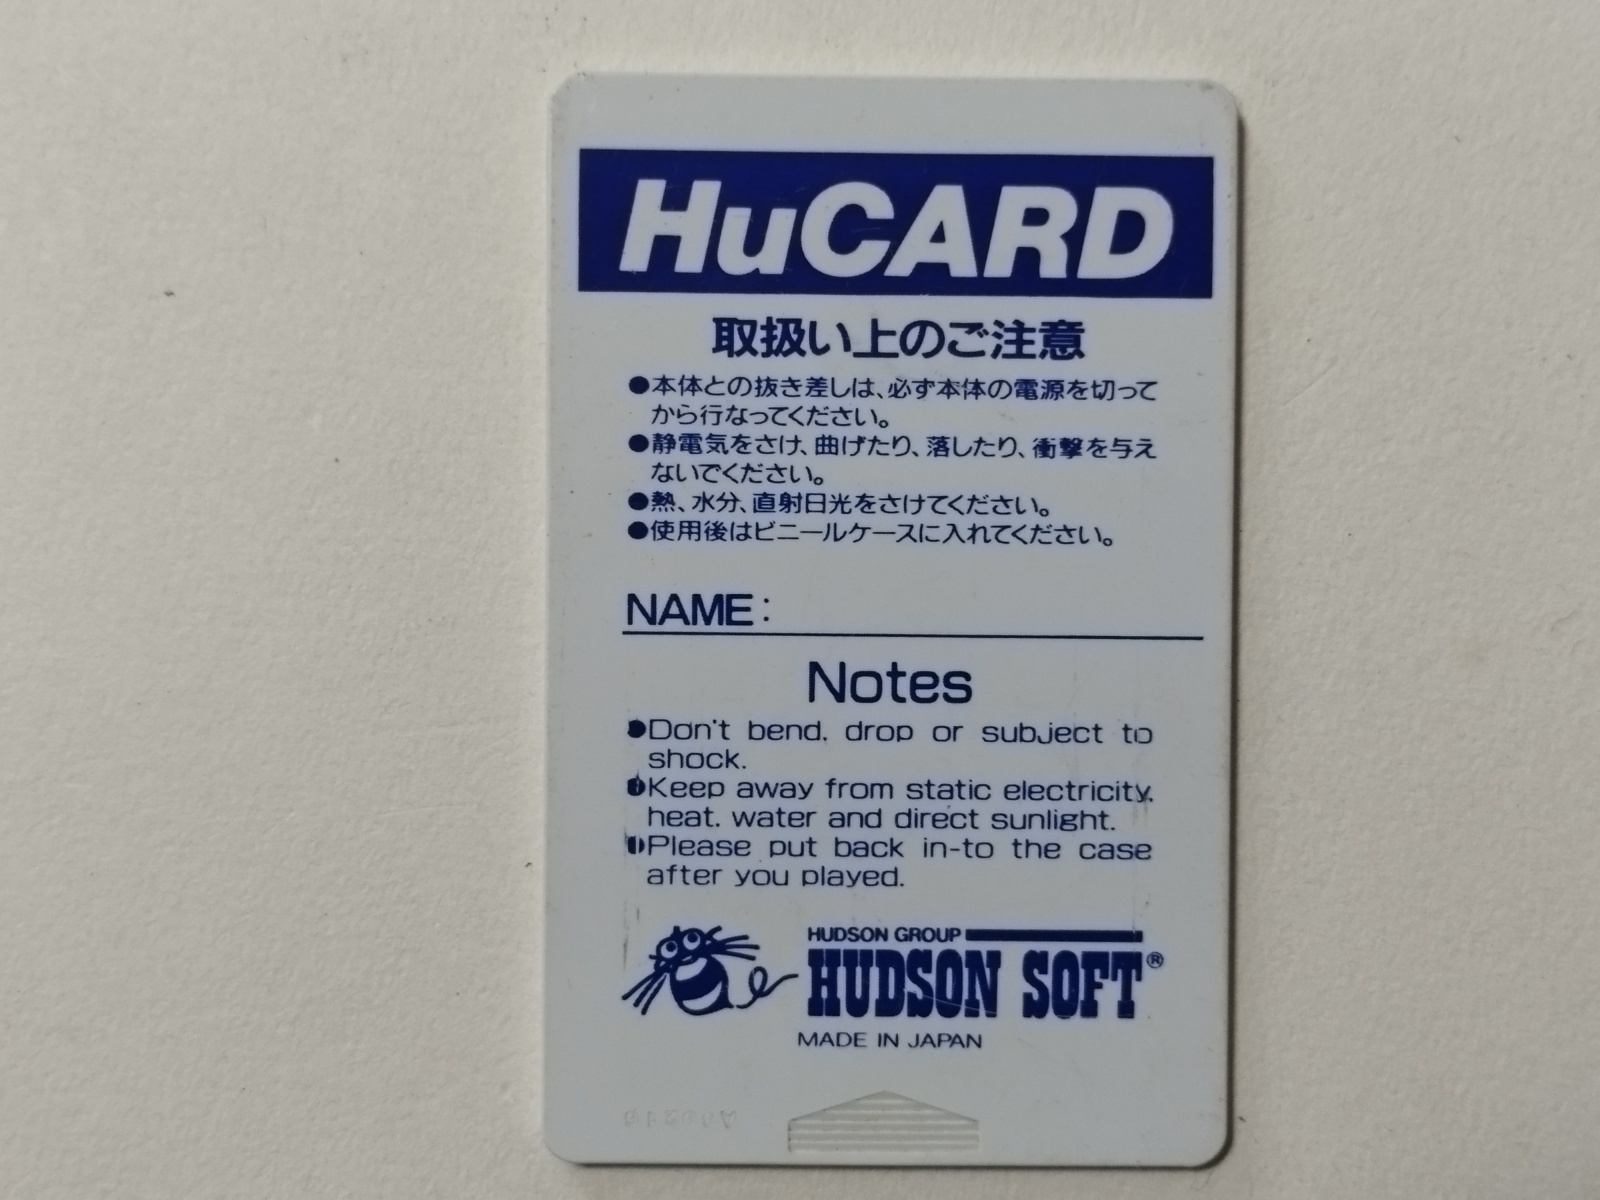 HuCARD
取扱い上のご注意
●本体との抜き差しは、必ず本体の電源を切って
から行なってください。
●静電気をさけ、曲げたり、落したり、衝撃を与え
ないでください。
●熱、水分、直射日光をさけてください。
●使用後はビニールケースに入れてください。
NAME:
Notes
●Don't bend, drop or subject to
shock.
●Keep away from static electricity,
heat, water and direct sunlight.
●Please put back in-to the case
after you played.
HUDSON GROUP
HUDSON SOFT®
MADE IN JAPAN